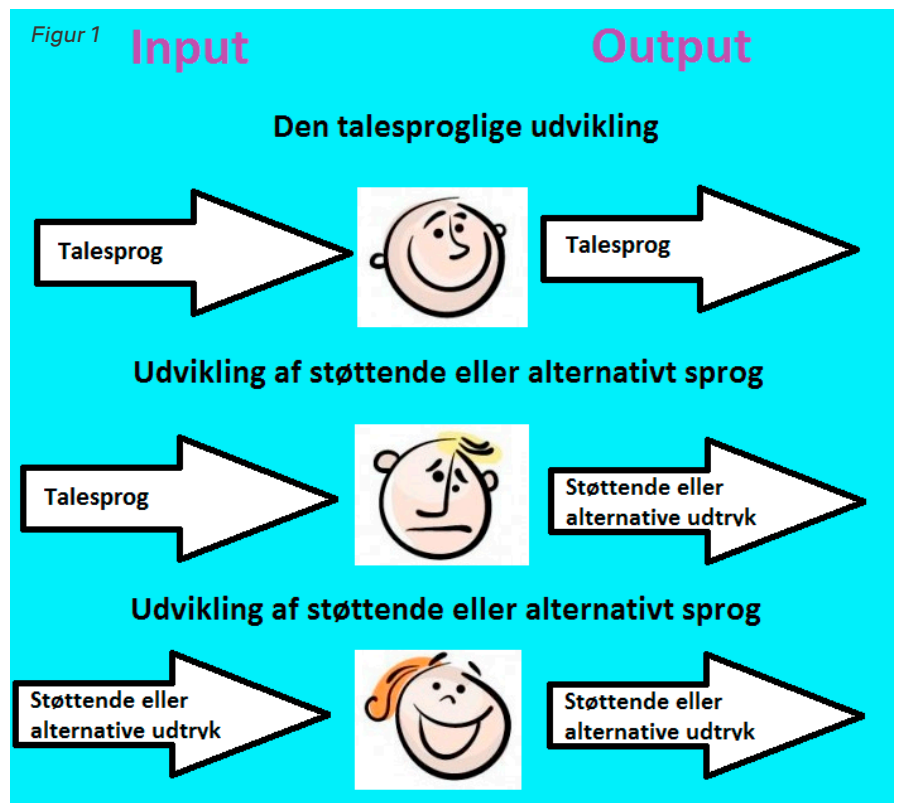 Figur 1
Input
Output
Den talesproglige udvikling
Talesprog
Talesprog
Udvikling af støttende eller alternativt sprog
Talesprog
Støttende eller
alternative udtryk
Udvikling af støttende eller alternativt sprog
Støttende eller
alternative udtryk
Støttende eller
alternative udtryk